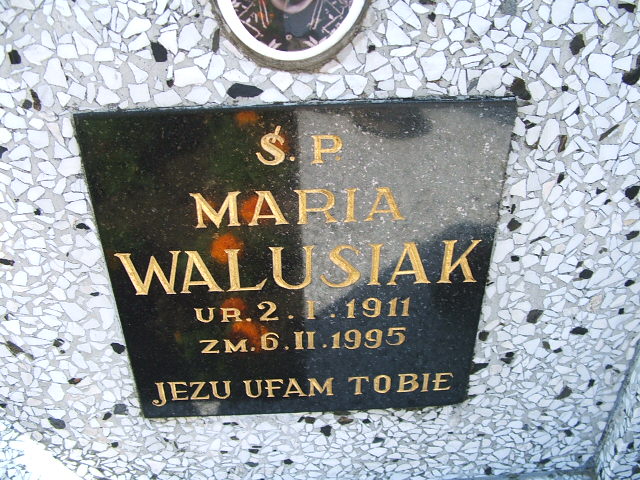 Ś. P.
MARIA
WALUSIAK
UR. 2. I. 1911
ZM. 6. II. 1995
JEZU UFAM TOBIE